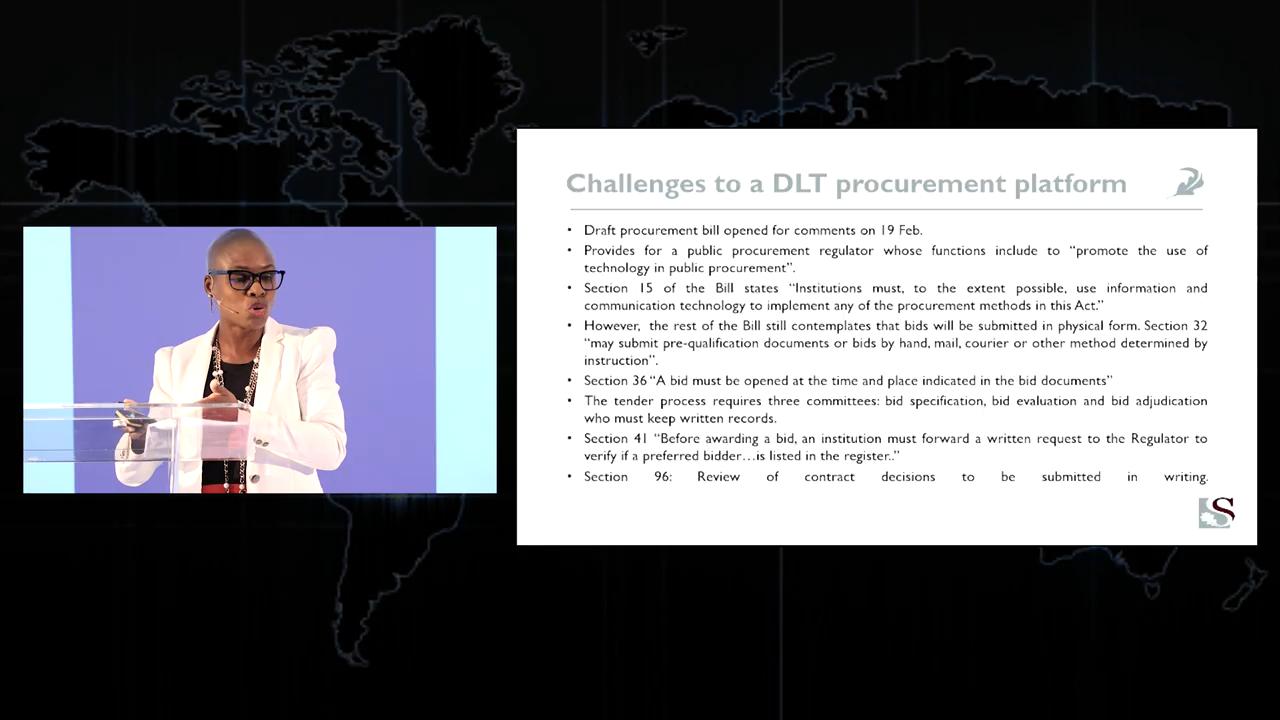 Challenges to a DLT procurement platform
• Draft procurement bill opened for comments on 19 Feb.
• Provides for a public procurement regulator whose functions include to “promote the use of
technology in public procurement”.
• Section 15 of the Bill states “Institutions must, to the extent possible, use information and
communication technology to implement any of the procurement methods in this Act.”
• However, the rest of the Bill still contemplates that bids will be submitted in physical form. Section 32
“may submit pre-qualification documents or bids by hand, mail, courier or other method determined by
instruction”.
• Section 36 “A bid must be opened at the time and place indicated in the bid documents”
• The tender process requires three committees: bid specification, bid evaluation and bid adjudication
who must keep written records.
• Section 41 “Before awarding a bid, an institution must forward a written request to the Regulator to
verify if a preferred bidder…is listed in the register..”
• Section 96: Review of contract decisions to be submitted in writing.
S